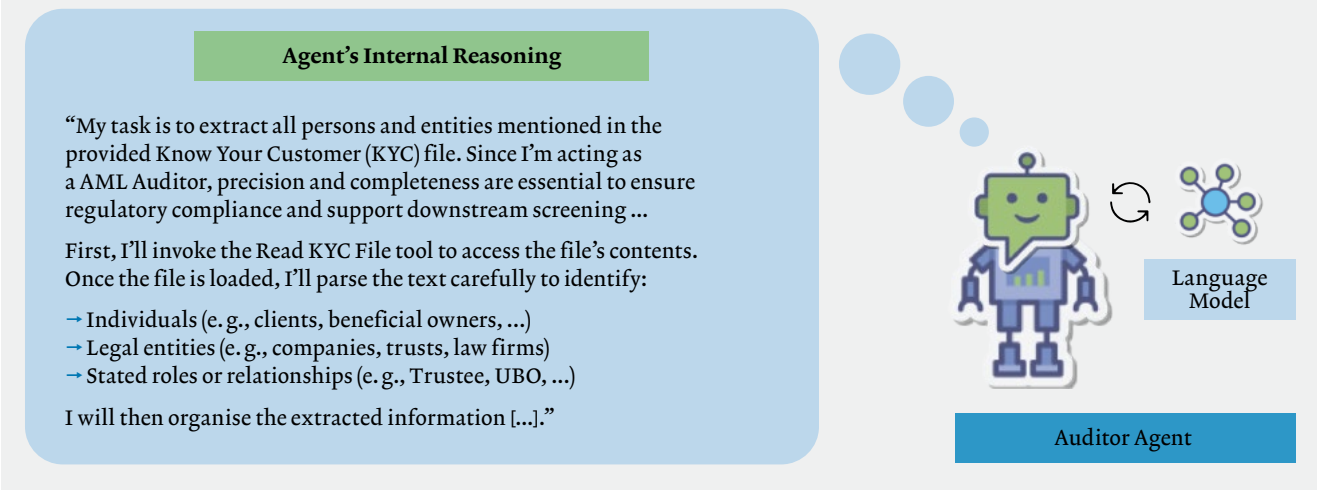 Agent’s Internal Reasoning
“My task is to extract all persons and entities mentioned in the
provided Know Your Customer (KYC) file. Since I’m acting as
a AML Auditor, precision and completeness are essential to ensure
regulatory compliance and support downstream screening ...
First, I’ll invoke the Read KYC File tool to access the file’s contents.
Once the file is loaded, I’ll parse the text carefully to identify:
→ Individuals (e. g., clients, beneficial owners, ...)
→ Legal entities (e. g., companies, trusts, law firms)
→ Stated roles or relationships (e. g., Trustee, UBO, ...)
I will then organise the extracted information [...].”
Language
Model
Auditor Agent